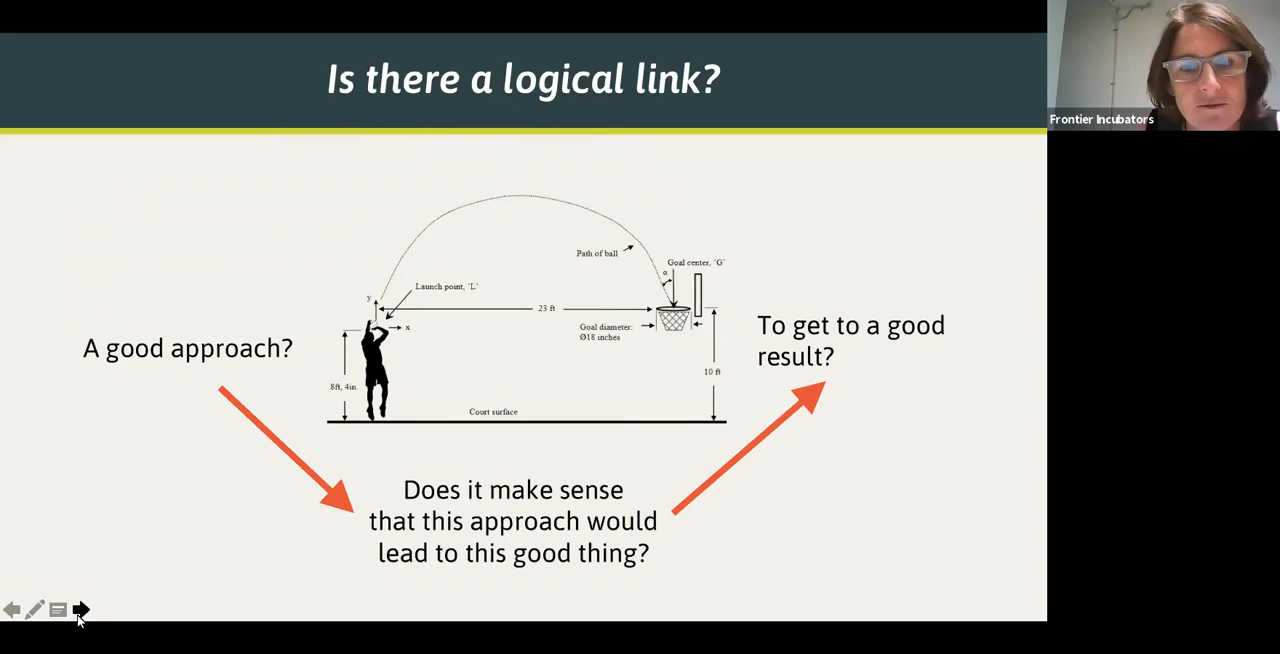 Is there a logical link?
Frontier Incubators
Path of ball
Goal center, ‘G’
α
Launch point, ‘L’
y
23 ft
x
Goal diameter:
Ø18 inches
A good approach?
To get to a good
result?
8ft, 4in.
10 ft
Court surface
Does it make sense
that this approach would
lead to this good thing?